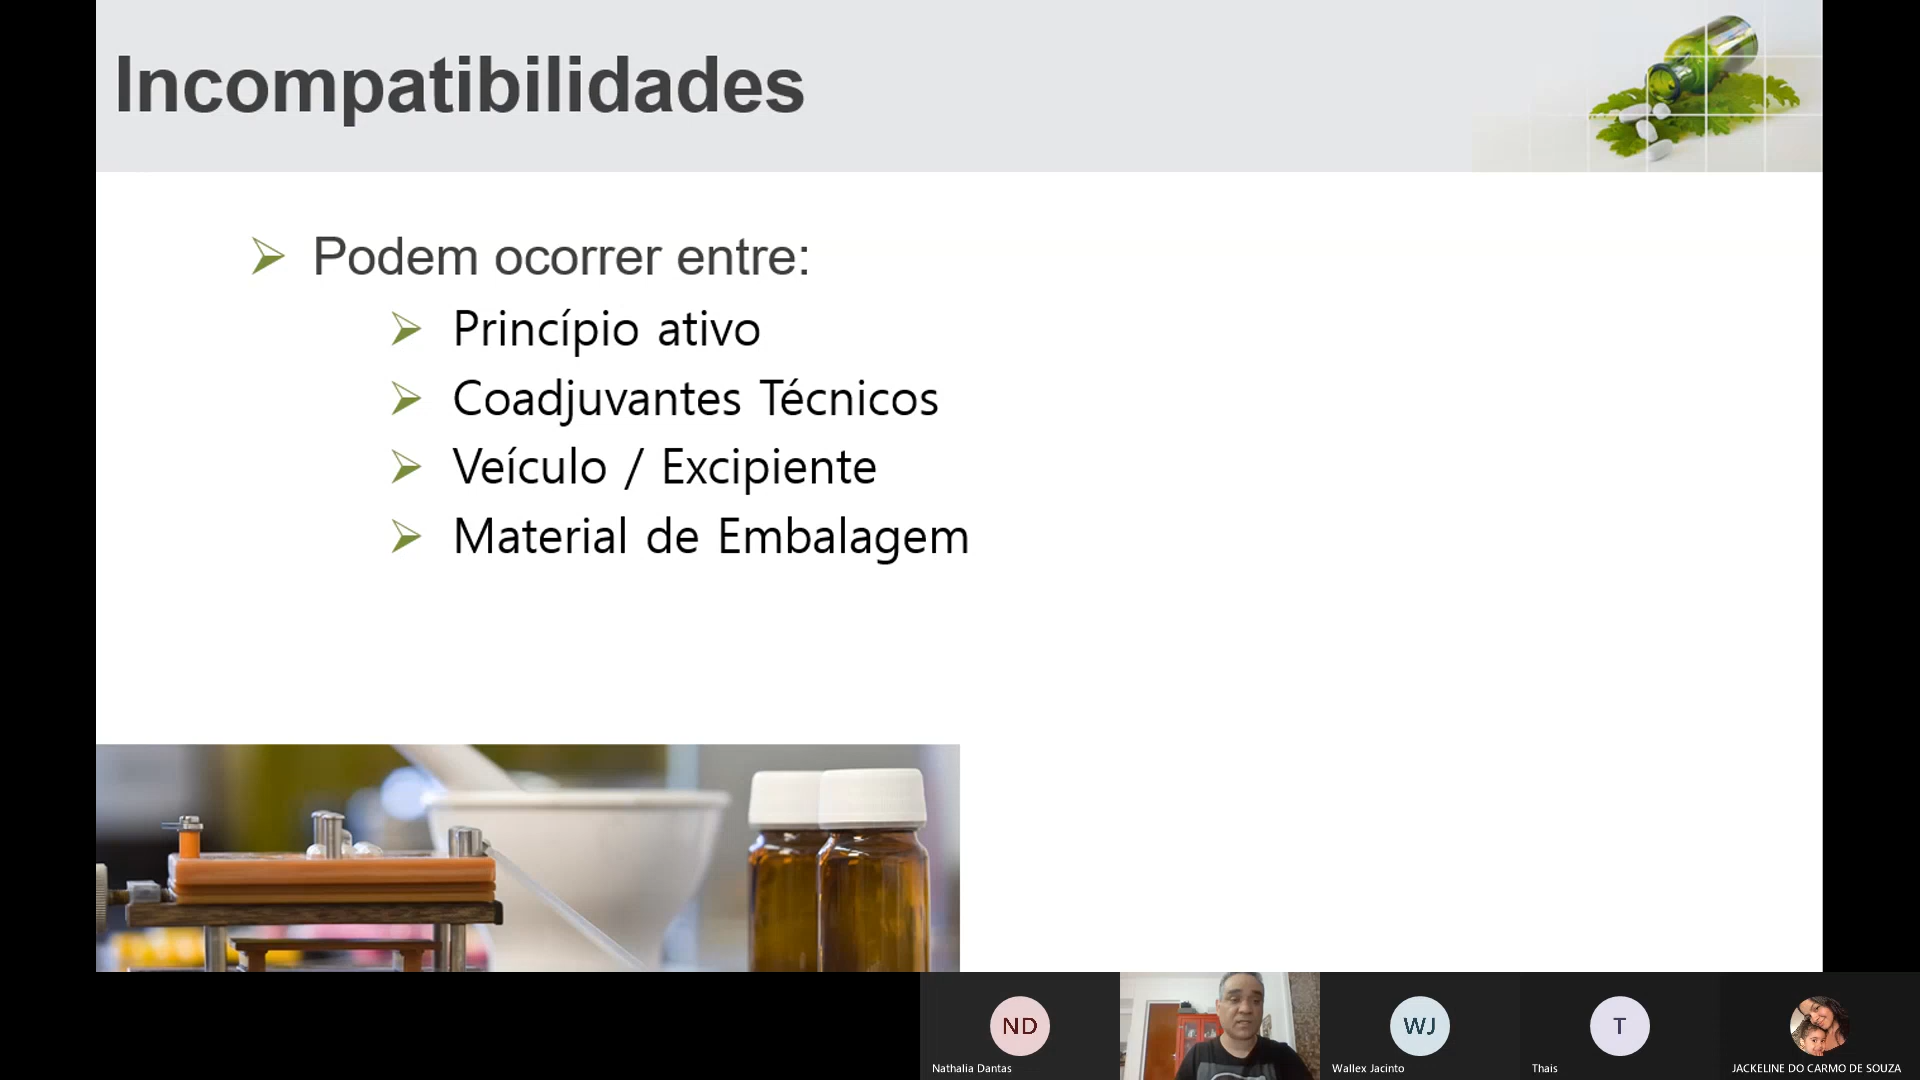 Incompatibilidades
Podem ocorrer entre:
Princípio ativo
Coadjuvantes Técnicos
Veículo / Excipiente
Material de Embalagem
ND
WJ
T
Nathalia Dantas
Wallex Jacinto
Thais
JACKELINE DO CARMO DE SOUZA